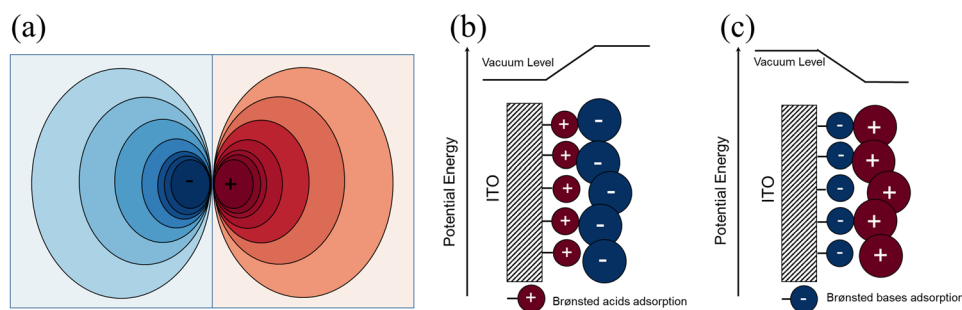 (a)
(b)
(c)
- +
Potential Energy
Vacuum Level
ITO
+ -
+ -
+ -
+ -
+ -
+ Brønsted acids adsorption
Potential Energy
Vacuum Level
ITO
- +
- +
- +
- +
- +
- Brønsted bases adsorption